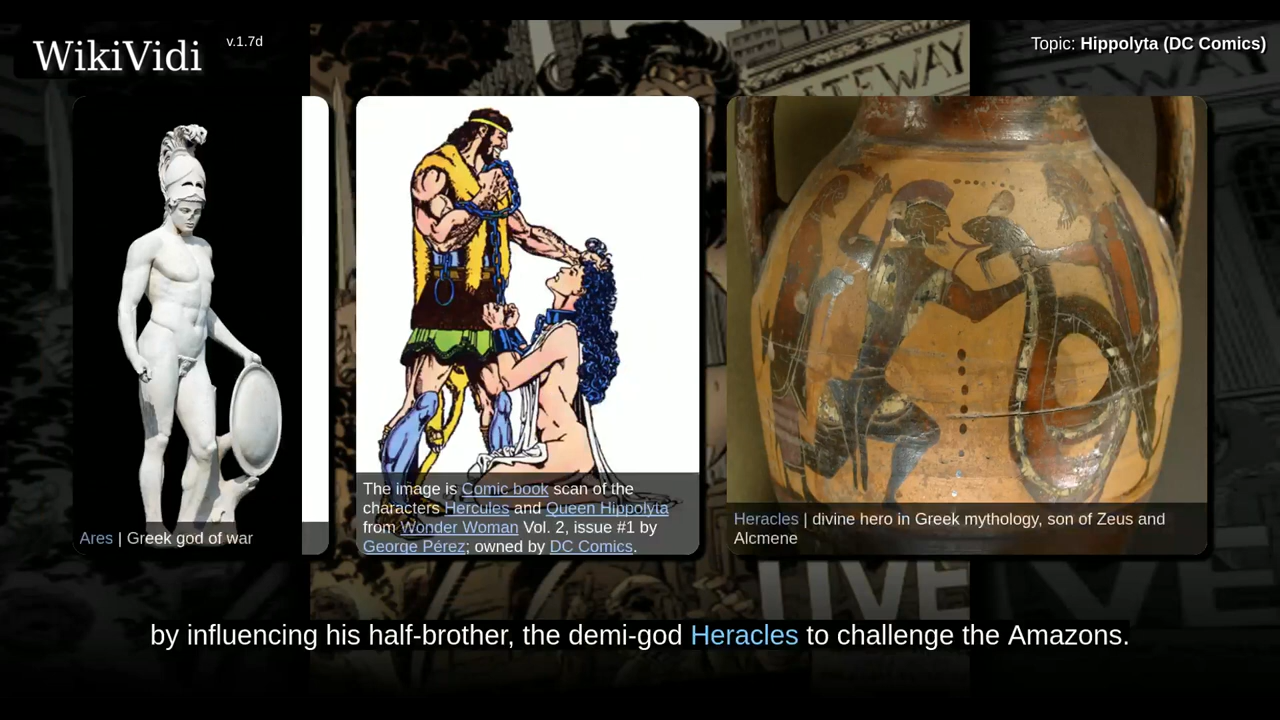 WikiVidi
v.1.7d
Topic: Hippolyta (DC Comics)
GATEWAY
GATEWAY
Ares | Greek god of war
The image is Comic book scan of the
characters Hercules and Queen Hippolyta
from Wonder Woman Vol. 2, issue #1 by
George Pérez; owned by DC Comics.
Heracles | divine hero in Greek mythology, son of Zeus and
Alcmene
LIVE
by influencing his half-brother, the demi-god Heracles to challenge the Amazons.